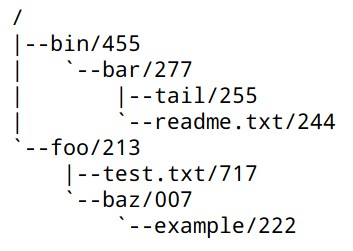 /
|--bin/455
|   `--bar/277
|       |--tail/255
|       `--readme.txt/244
`--foo/213
    |--test.txt/717
    `--baz/007
        `--example/222